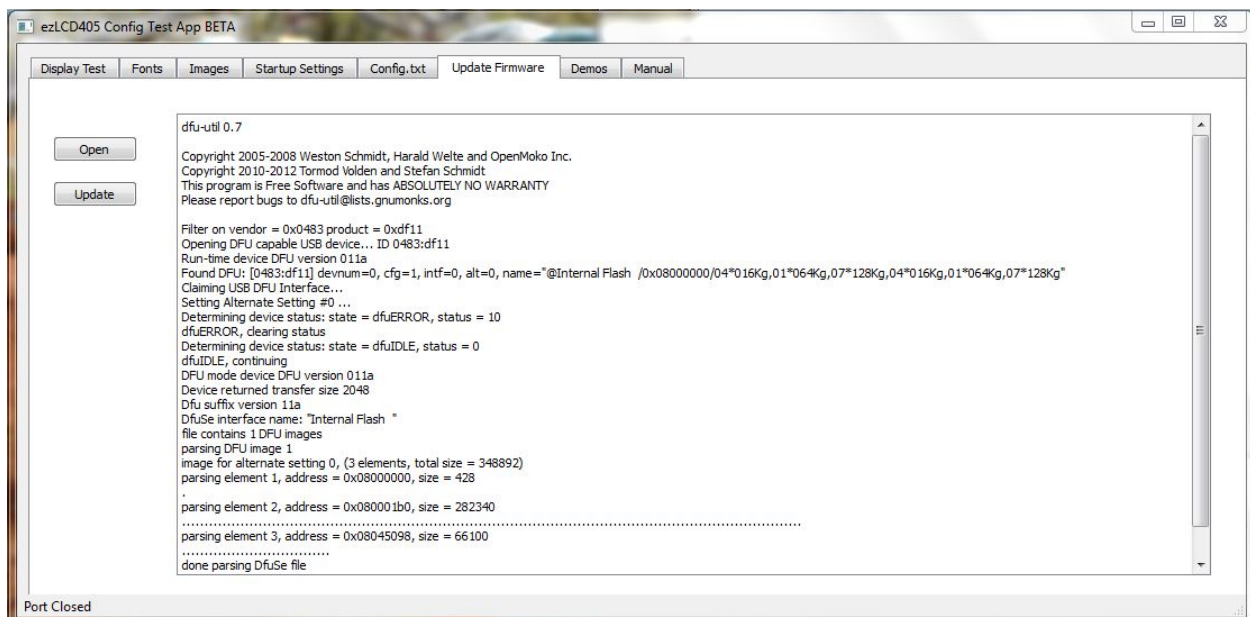 ezLCD405 Config Test App BETA
Display Test Fonts Images Startup Settings Config.txt Update Firmware Demos Manual
Open
Update
dfu-util 0.7
Copyright 2005-2008 Weston Schmidt, Harald Welte and OpenMoko Inc.
Copyright 2010-2012 Tormod Volden and Stefan Schmidt
This program is Free Software and has ABSOLUTELY NO WARRANTY
Please report bugs to dfu-util@lists.gnumonks.org
Filter on vendor = 0x0483 product = 0xdf11
Opening DFU capable USB device... ID 0483:df11
Run-time device DFU version 011a
Found DFU: [0483:df11] devnum=0, cfg=1, intf=0, alt=0, name="@Internal Flash  /0x08000000/04*016Kg,01*064Kg,07*128Kg,04*016Kg,01*064Kg,07*128Kg"
Claiming USB DFU Interface...
Setting Alternate Setting #0 ...
Determining device status: state = dfuERROR, status = 10
dfuERROR, clearing status
Determining device status: state = dfuIDLE, status = 0
dfuIDLE, continuing
DFU mode device DFU version 011a
Device returned transfer size 2048
Dfu suffix version 11a
DfuSe interface name: "Internal Flash  "
file contains 1 DFU images
parsing DFU image 1
image for alternate setting 0, (3 elements, total size = 348892)
parsing element 1, address = 0x08000000, size = 428
.
parsing element 2, address = 0x080001b0, size = 282340
..........................................................................................................................................
parsing element 3, address = 0x08045098, size = 66100
.................................
done parsing DfuSe file
Port Closed